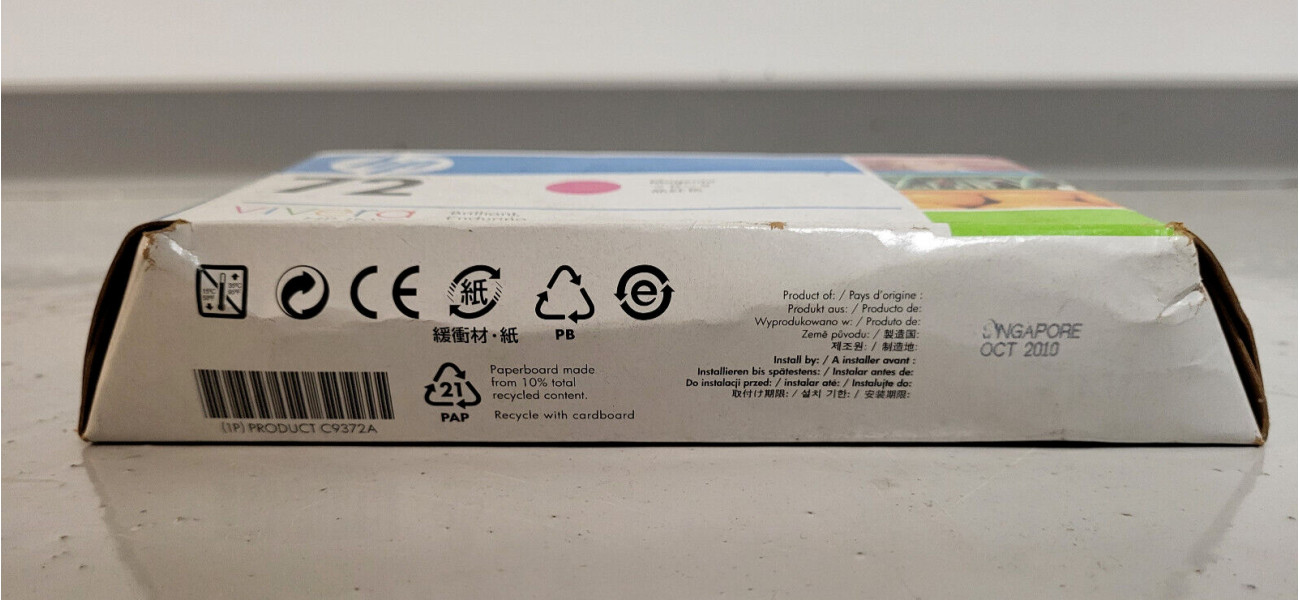 hp
72
Magenta
vivera
Brilliant.
紙
緩衝材・紙
PB
e
Product of: / Pays d'origine :
Produkt aus: / Producto de:
Wyprodukowano w: / Produto de:
Země původu: / 製造国:
제조원: / 制造地:
SINGAPORE
OCT 2010
Install by: / A installer avant :
Installieren bis spätestens: / Instalar antes de:
Do instalacji przed: / instalar até: / Instalujte do:
取付け期限: / 설치 기한: / 安装期限:
(1P) PRODUCT C9372A
21
PAP
Paperboard made
from 10% total
recycled content.
Recycle with cardboard